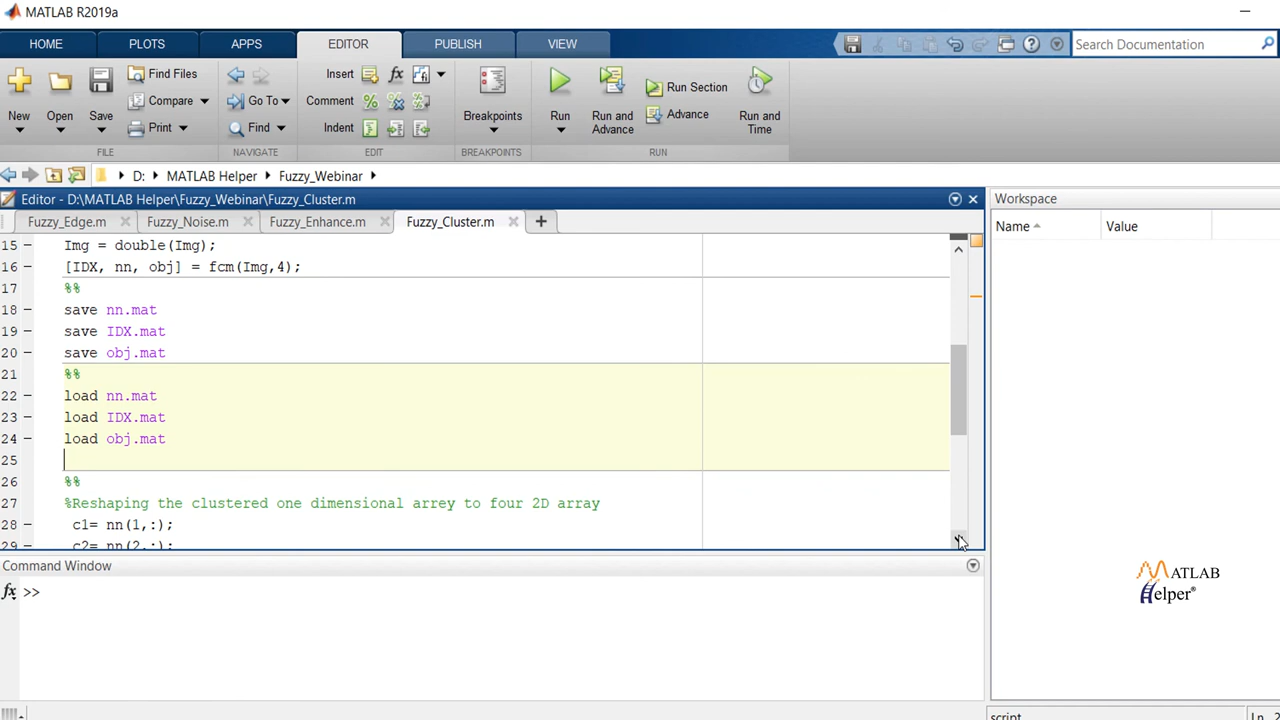 MATLAB R2019a
HOME PLOTS APPS EDITOR PUBLISH VIEW Search Documentation
New Open Save Find Files Compare Print
FILE
Go To Find
NAVIGATE
Insert fx
Comment
Indent
EDIT
Breakpoints
BREAKPOINTS
Run Run and Advance Run Section Advance Run and Time
RUN
D: MATLAB Helper Fuzzy_Webinar
Editor - D:\MATLAB Helper\Fuzzy_Webinar\Fuzzy_Cluster.m
Fuzzy_Edge.m Fuzzy_Noise.m Fuzzy_Enhance.m Fuzzy_Cluster.m
15 - Img = double(Img);
16 - [IDX, nn, obj] = fcm(Img,4);
17 %%
18 - save nn.mat
19 - save IDX.mat
20 - save obj.mat
21 %%
22 - load nn.mat
23 - load IDX.mat
24 - load obj.mat
25
26 %%
27 %Reshaping the clustered one dimensional arrey to four 2D array
28 - c1= nn(1,:);
29 - c2= nn(2,:);
Command Window
fx >>
Workspace
Name Value
MATLAB
Helper®
script Ln